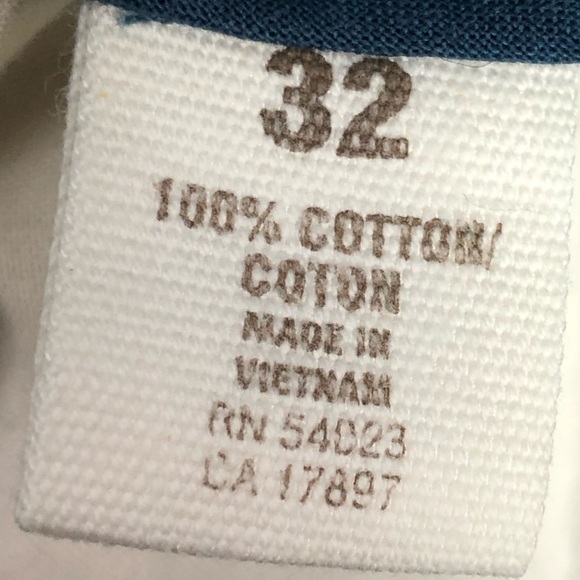 32
100% COTTON/
COTON
MADE IN
VIETNAM
RN 54023
CA 17897